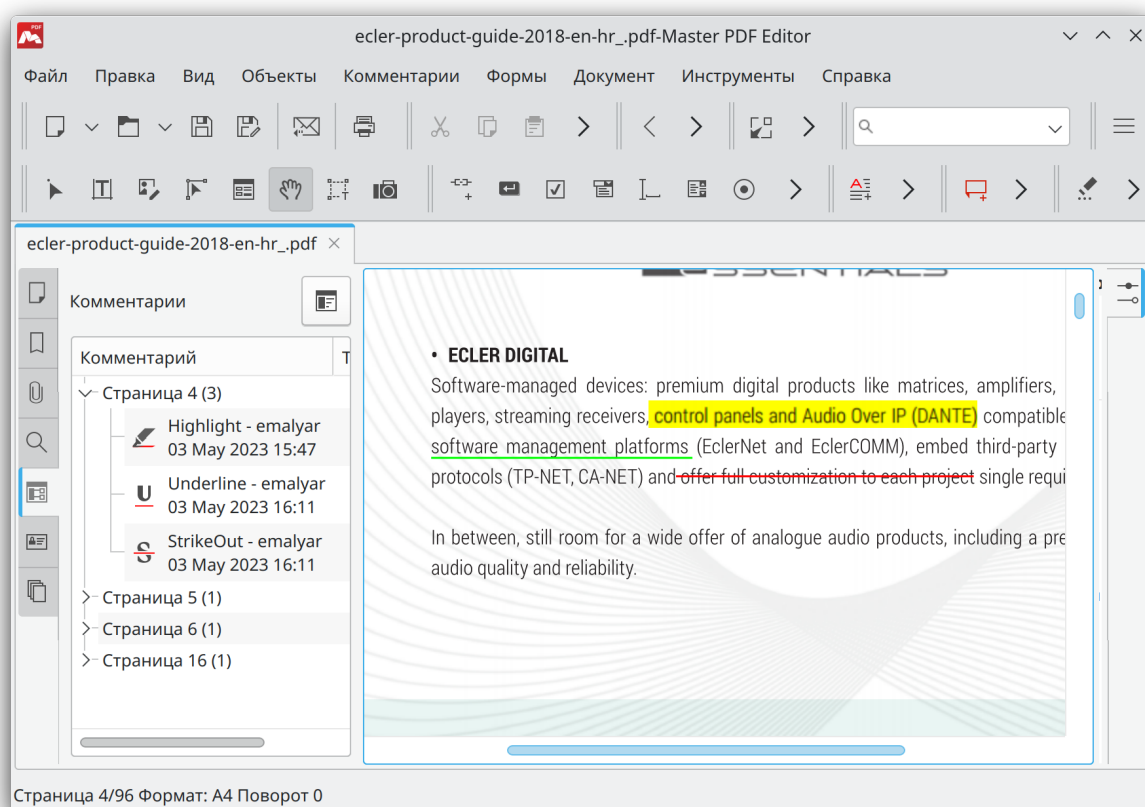 PDF
ecler-product-guide-2018-en-hr_.pdf-Master PDF Editor
Файл Правка Вид Объекты Комментарии Формы Документ Инструменты Справка
ecler-product-guide-2018-en-hr_.pdf
Комментарии
Комментарий Т
Страница 4 (3)
Highlight - emalyar
03 May 2023 15:47
Underline - emalyar
03 May 2023 16:11
StrikeOut - emalyar
03 May 2023 16:11
Страница 5 (1)
Страница 6 (1)
Страница 16 (1)
• ECLER DIGITAL
Software-managed devices: premium digital products like matrices, amplifiers,
players, streaming receivers, control panels and Audio Over IP (DANTE) compatible
software management platforms (EclerNet and EclerCOMM), embed third-party
protocols (TP-NET, CA-NET) and offer full customization to each project single requi
In between, still room for a wide offer of analogue audio products, including a pre
audio quality and reliability.
Страница 4/96 Формат: A4 Поворот 0